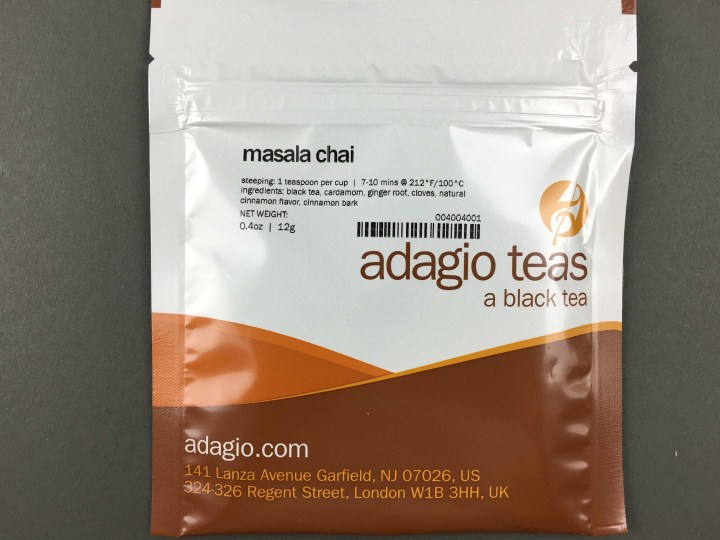 masala chai
steeping: 1 teaspoon per cup | 7-10 mins @ 212°F/100°C
ingredients: black tea, cardamom, ginger root, cloves, natural
cinnamon flavor, cinnamon bark
NET WEIGHT:
0.4oz | 12g
004004001
adagio teas
a black tea
adagio.com
141 Lanza Avenue Garfield, NJ 07026, US
324-326 Regent Street, London W1B 3HH, UK